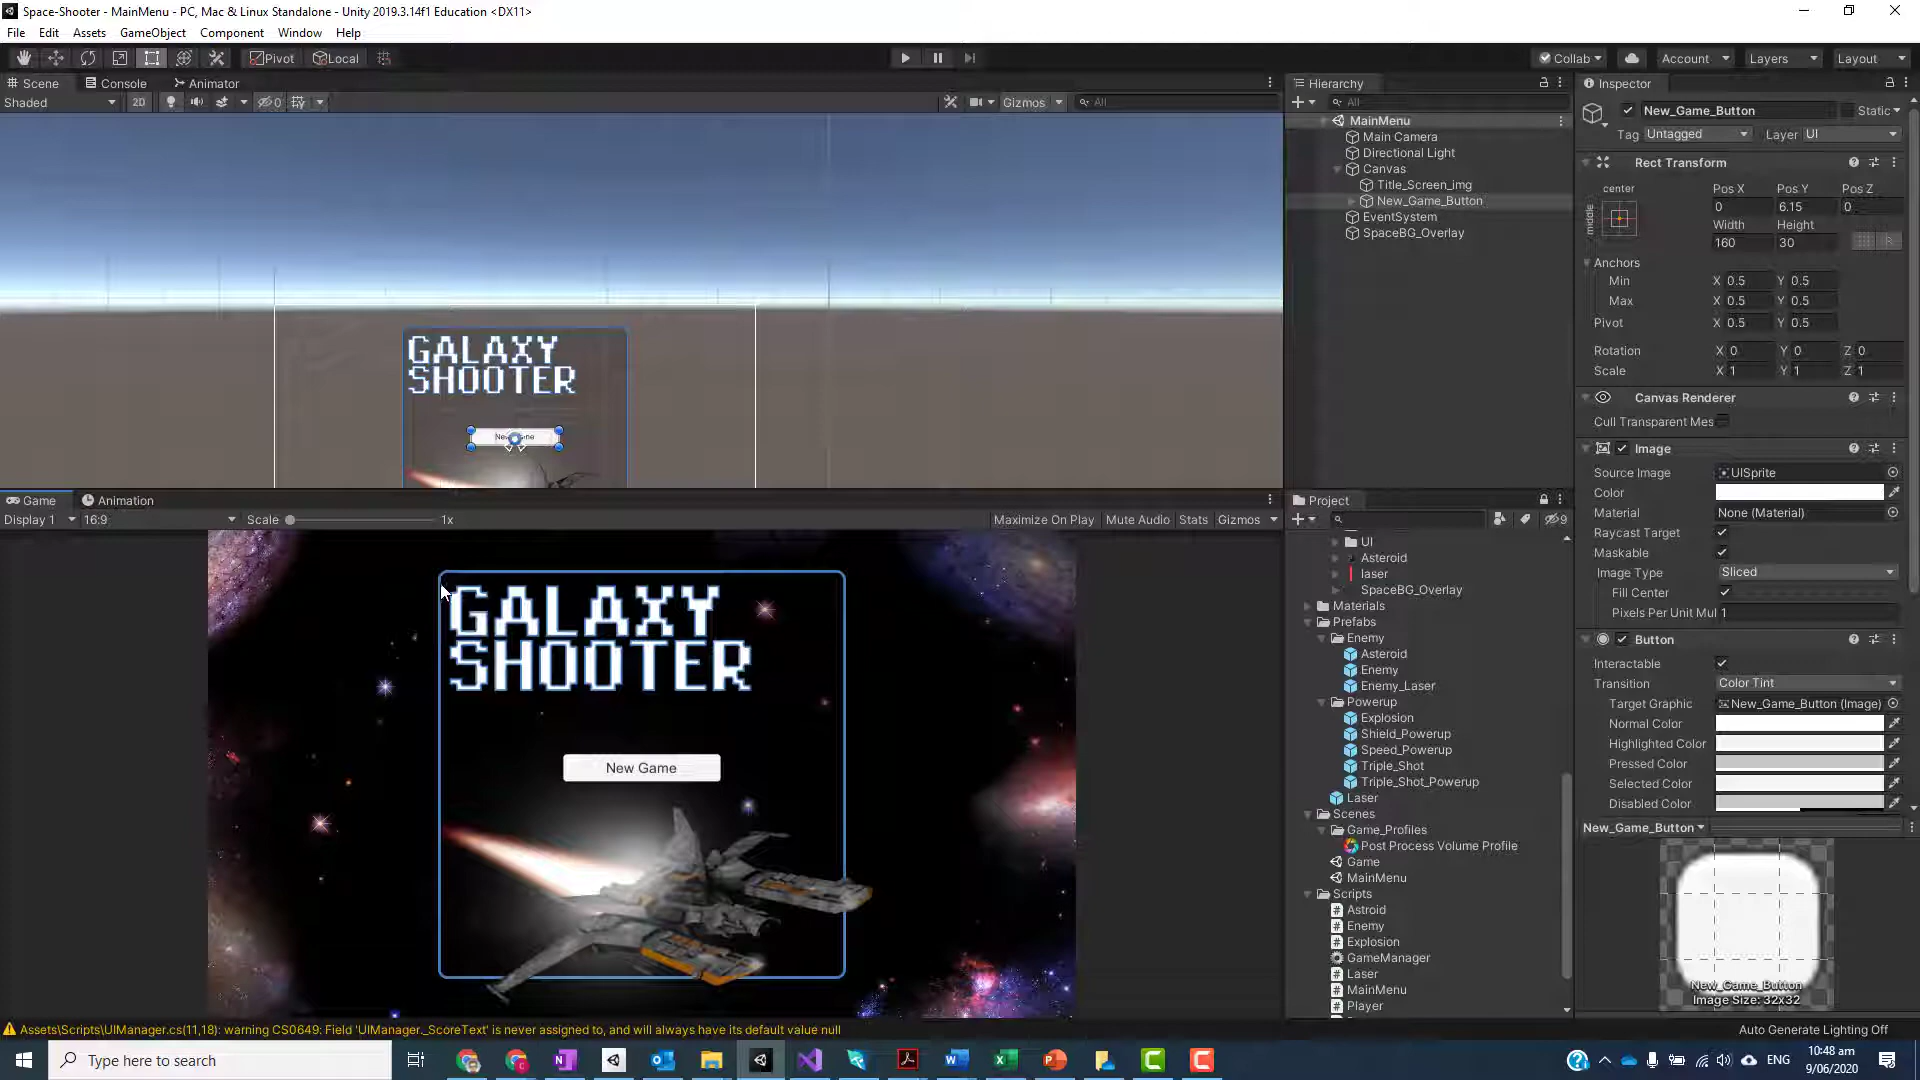 Space-Shooter - MainMenu - PC, Mac & Linux Standalone - Unity 2019.3.14f1 Education <DX11>
File Edit Assets GameObject Component Window Help
Pivot Local Collab Account Layers Layout
Scene Console Animator
Shaded 2D 0 Gizmos All
GALAXY
SHOOTER
Game Animation
Display 1 16:9 Scale 1x Maximize On Play Mute Audio Stats Gizmos
GALAXY
SHOOTER
New Game
Hierarchy
All
MainMenu
Main Camera
Directional Light
Canvas
Title_Screen_img
New_Game_Button
EventSystem
SpaceBG_Overlay
Project
9
UI
Asteroid
laser
SpaceBG_Overlay
Materials
Prefabs
Enemy
Asteroid
Enemy
Enemy_Laser
Powerup
Explosion
Shield_Powerup
Speed_Powerup
Triple_Shot
Triple_Shot_Powerup
Laser
Scenes
Game_Profiles
Post Process Volume Profile
Game
MainMenu
Scripts
Astroid
Enemy
Explosion
GameManager
Laser
MainMenu
Player
Inspector
New_Game_Button Static
Tag Untagged Layer UI
Rect Transform
center
middle
Pos X Pos Y Pos Z
0 6.15 0
Width Height
160 30
Anchors
Min X 0.5 Y 0.5
Max X 0.5 Y 0.5
Pivot X 0.5 Y 0.5
Rotation X 0 Y 0 Z 0
Scale X 1 Y 1 Z 1
Canvas Renderer
Cull Transparent Mes
Image
Source Image UISprite
Color
Material None (Material)
Raycast Target
Maskable
Image Type Sliced
Fill Center
Pixels Per Unit Mul 1
Button
Interactable
Transition Color Tint
Target Graphic New_Game_Button (Image)
Normal Color
Highlighted Color
Pressed Color
Selected Color
Disabled Color
New_Game_Button
New_Game_Button
Image Size: 32x32
Assets\Scripts\UIManager.cs(11,18): warning CS0649: Field 'UIManager._ScoreText' is never assigned to, and will always have its default value null
Auto Generate Lighting Off
Type here to search
ENG
10:48 am
9/06/2020